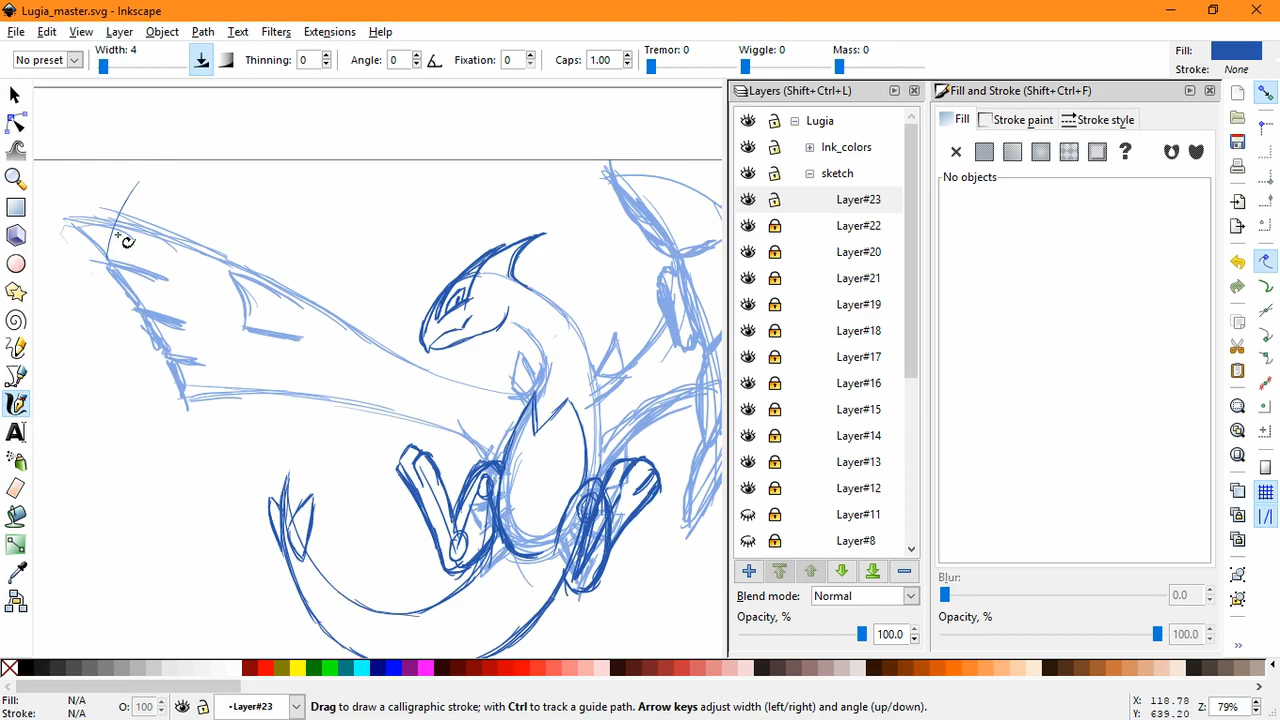 Lugia_master.svg - Inkscape
File Edit View Layer Object Path Filters Text Extensions Help
No preset Width: 4 Thinning: 0 Angle: 0 Fixation: 0 Caps: 1.00 Tremor: 0 Wiggle: 0 Mass: 0 Fill: Stroke: None
Layers (Shift+Ctrl+L)
Lugia
Ink_colors
sketch
Layer#23
Layer#22
Layer#20
Layer#21
Layer#19
Layer#18
Layer#17
Layer#16
Layer#15
Layer#14
Layer#13
Layer#12
Layer#11
Layer#8
Blend mode: Normal
Opacity, %
100.0
Fill and Stroke (Shift+Ctrl+F)
Fill Stroke paint Stroke style
?
No objects
Blur:
0.0
Opacity, %
100.0
Fill: N/A
Stroke: N/A
O: 100
•Layer#23
Drag to draw a calligraphic stroke; with Ctrl to track a guide path. Arrow keys adjust width (left/right) and angle (up/down).
X: 118.78
Y: 639.20
Z: 79%